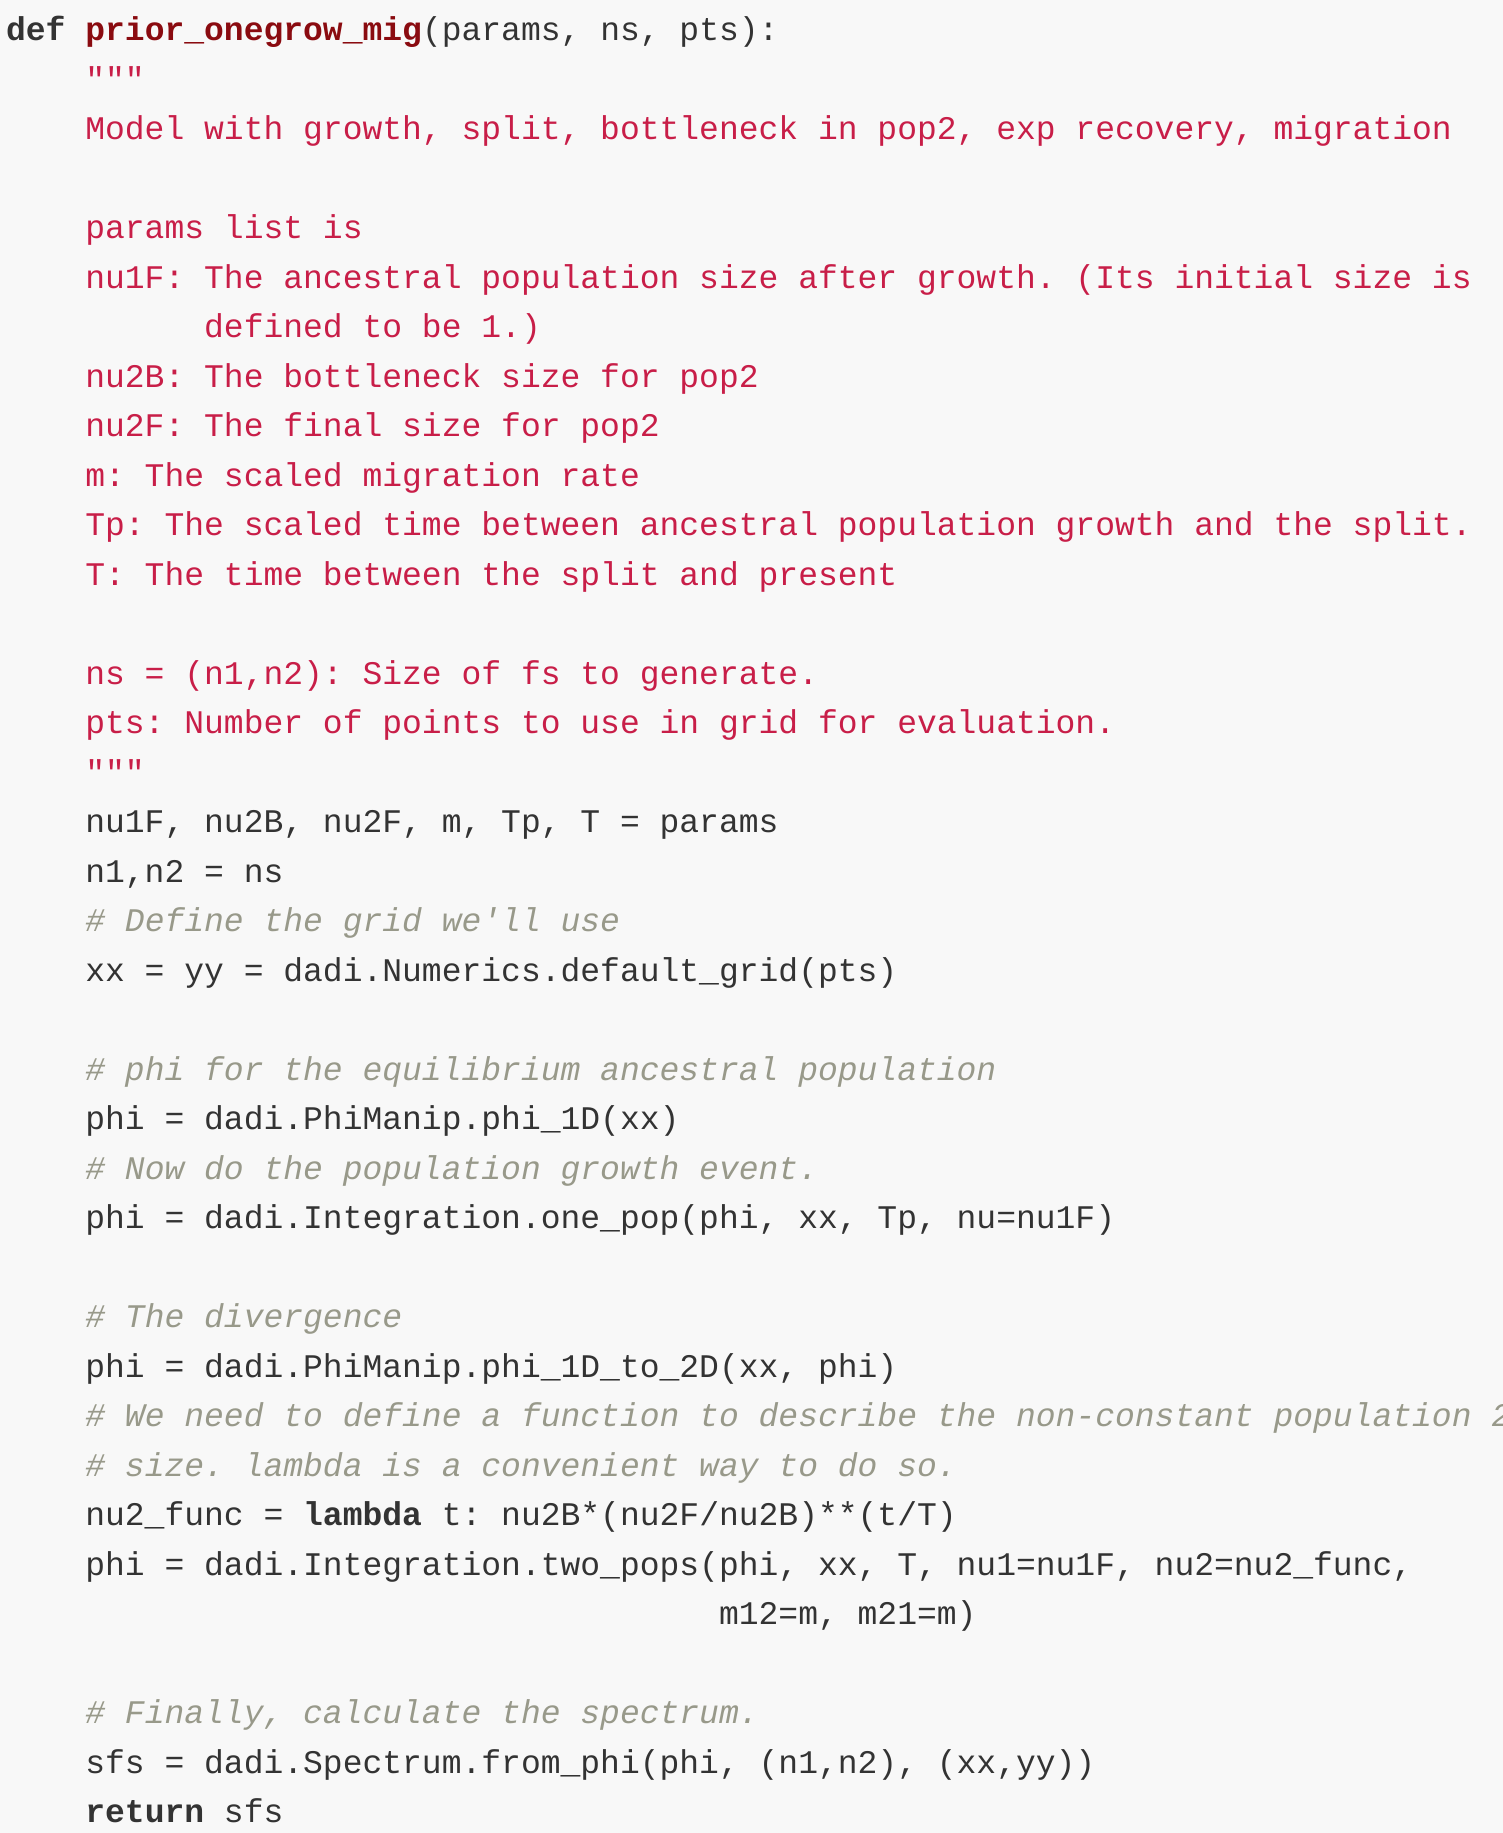 def prior_onegrow_mig(params, ns, pts):
    """
    Model with growth, split, bottleneck in pop2, exp recovery, migration

    params list is
    nu1F: The ancestral population size after growth. (Its initial size is
          defined to be 1.)
    nu2B: The bottleneck size for pop2
    nu2F: The final size for pop2
    m: The scaled migration rate
    Tp: The scaled time between ancestral population growth and the split.
    T: The time between the split and present

    ns = (n1,n2): Size of fs to generate.
    pts: Number of points to use in grid for evaluation.
    """
    nu1F, nu2B, nu2F, m, Tp, T = params
    n1,n2 = ns
    # Define the grid we'll use
    xx = yy = dadi.Numerics.default_grid(pts)

    # phi for the equilibrium ancestral population
    phi = dadi.PhiManip.phi_1D(xx)
    # Now do the population growth event.
    phi = dadi.Integration.one_pop(phi, xx, Tp, nu=nu1F)

    # The divergence
    phi = dadi.PhiManip.phi_1D_to_2D(xx, phi)
    # We need to define a function to describe the non-constant population 2
    # size. lambda is a convenient way to do so.
    nu2_func = lambda t: nu2B*(nu2F/nu2B)**(t/T)
    phi = dadi.Integration.two_pops(phi, xx, T, nu1=nu1F, nu2=nu2_func,
                                    m12=m, m21=m)

    # Finally, calculate the spectrum.
    sfs = dadi.Spectrum.from_phi(phi, (n1,n2), (xx,yy))
    return sfs